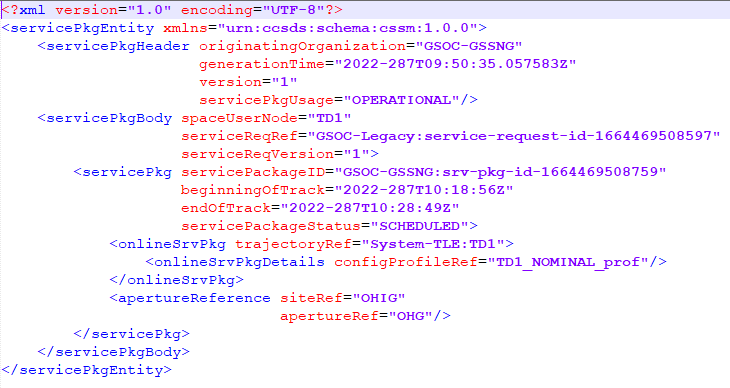 <?xml version="1.0" encoding="UTF-8"?>
<servicePkgEntity xmlns="urn:ccsds:schema:cssm:1.0.0">
<servicePkgHeader originatingOrganization="GSOC-GSSNG"
generationTime="2022-287T09:50:35.057583Z"
version="1"
servicePkgUsage="OPERATIONAL"/>
<servicePkgBody spaceUserNode="TD1"
serviceReqRef="GSOC-Legacy:service-request-id-1664469508597"
serviceReqVersion="1">
<servicePkg servicePackageID="GSOC-GSSNG:srv-pkg-id-1664469508759"
beginningOfTrack="2022-287T10:18:56Z"
endOfTrack="2022-287T10:28:49Z"
servicePackageStatus="SCHEDULED">
<onlineSrvPkg trajectoryRef="System-TLE:TD1">
<onlineSrvPkgDetails configProfileRef="TD1_NOMINAL_prof"/>
</onlineSrvPkg>
<apertureReference siteRef="OHIG"
apertureRef="OHG"/>
</servicePkg>
</servicePkgBody>
</servicePkgEntity>